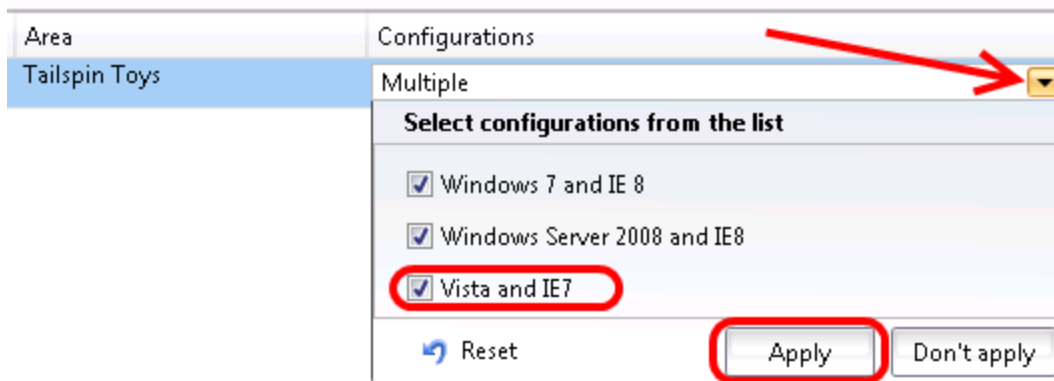 Area Configurations
Tailspin Toys Multiple
Select configurations from the list
Windows 7 and IE 8
Windows Server 2008 and IE8
Vista and IE7
Reset Apply Don't apply